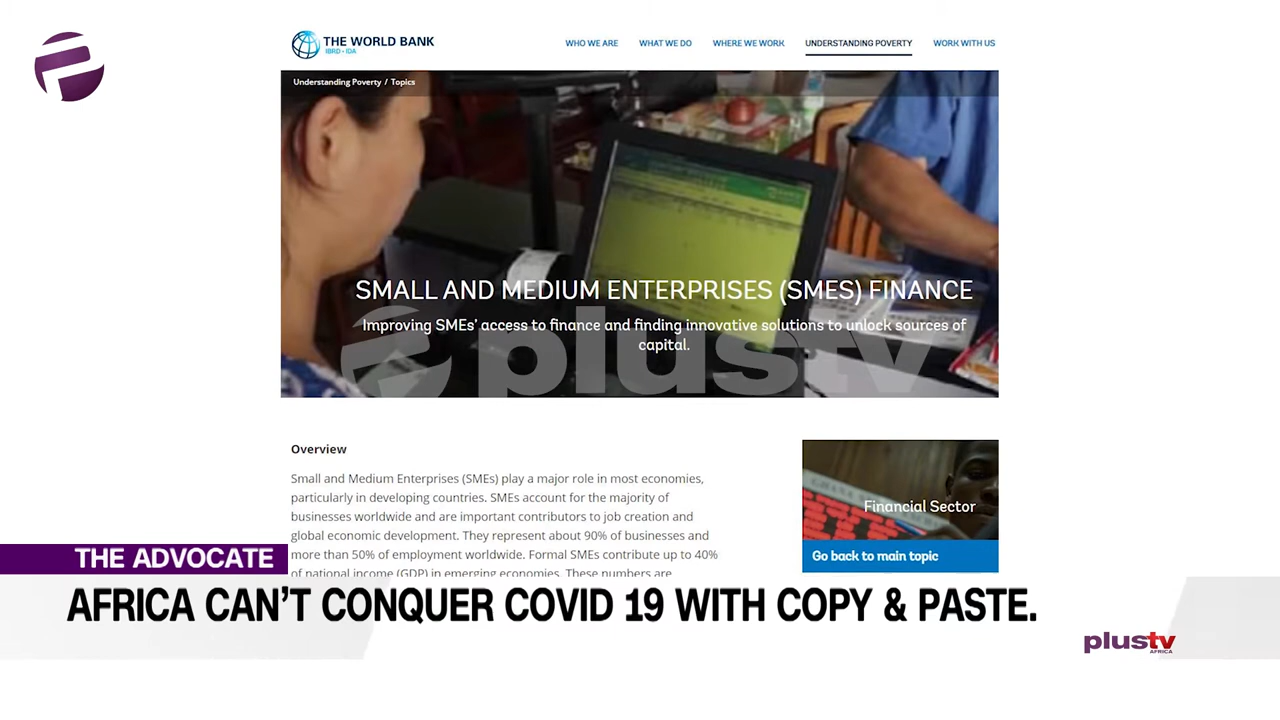 THE WORLD BANK
IBRD • IDA
WHO WE ARE
WHAT WE DO
WHERE WE WORK
UNDERSTANDING POVERTY
WORK WITH US
Understanding Poverty / Topics
SMALL AND MEDIUM ENTERPRISES (SMES) FINANCE
Improving SMEs' access to finance and finding innovative solutions to unlock sources of
capital.
plustv
Overview
Small and Medium Enterprises (SMEs) play a major role in most economies,
particularly in developing countries. SMEs account for the majority of
businesses worldwide and are important contributors to job creation and
global economic development. They represent about 90% of businesses and
more than 50% of employment worldwide. Formal SMEs contribute up to 40%
of national income (GDP) in emerging economies. These numbers are
Financial Sector
Go back to main topic
THE ADVOCATE
AFRICA CAN'T CONQUER COVID 19 WITH COPY & PASTE.
plustv
AFRICA